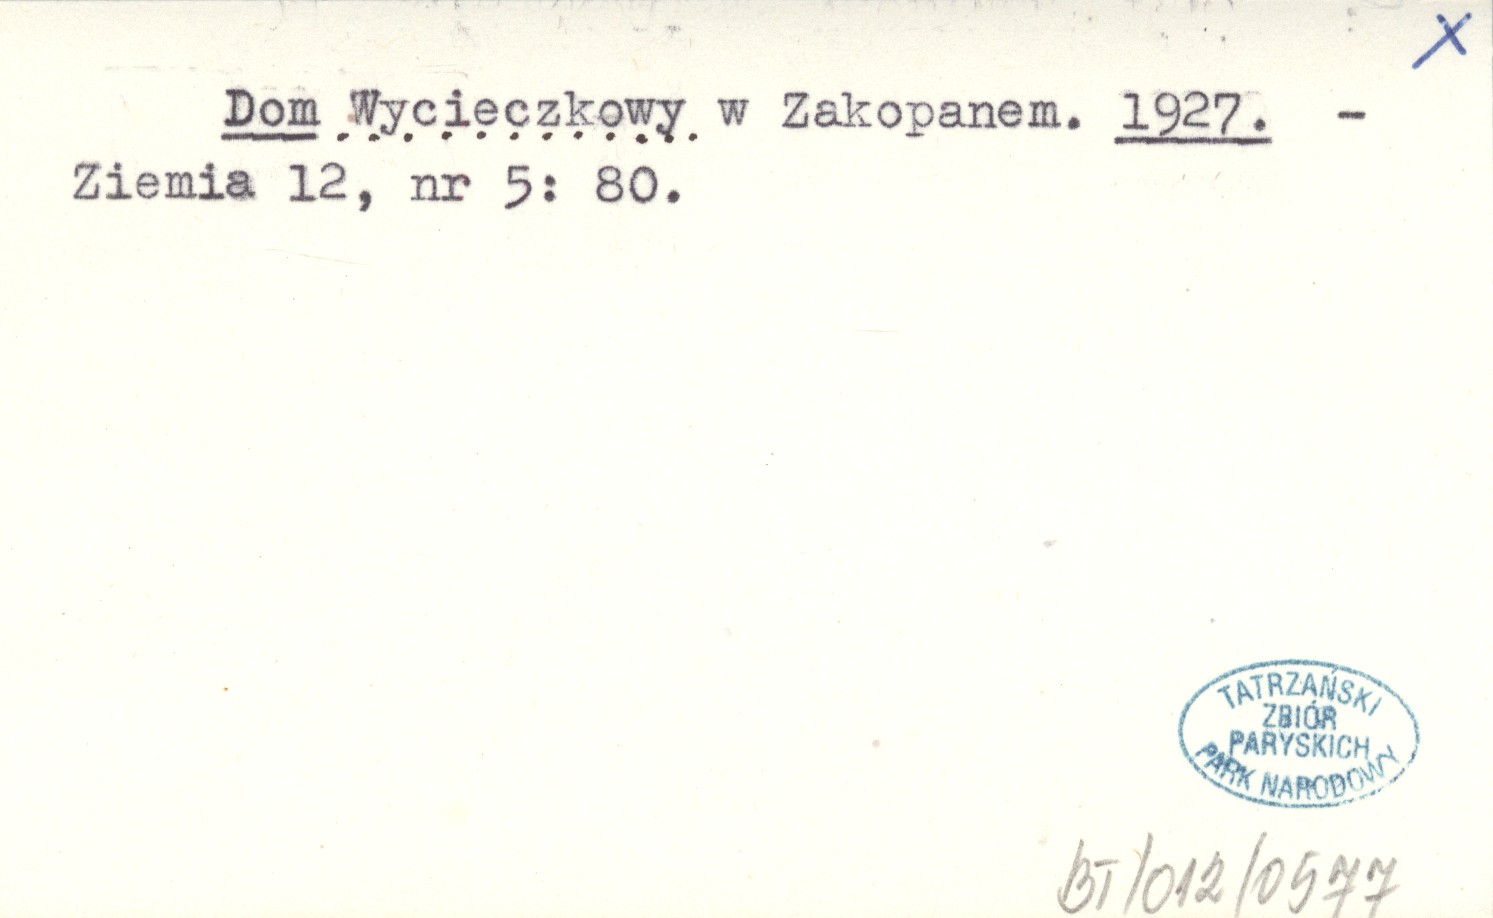 X
Dom Wycieczkowy w Zakopanem. 1927. -
Ziemia 12, nr 5: 80.
TATRZAŃSKI
ZBIÓR
PARYSKICH
PARK NARODOWY
BT/012/0577